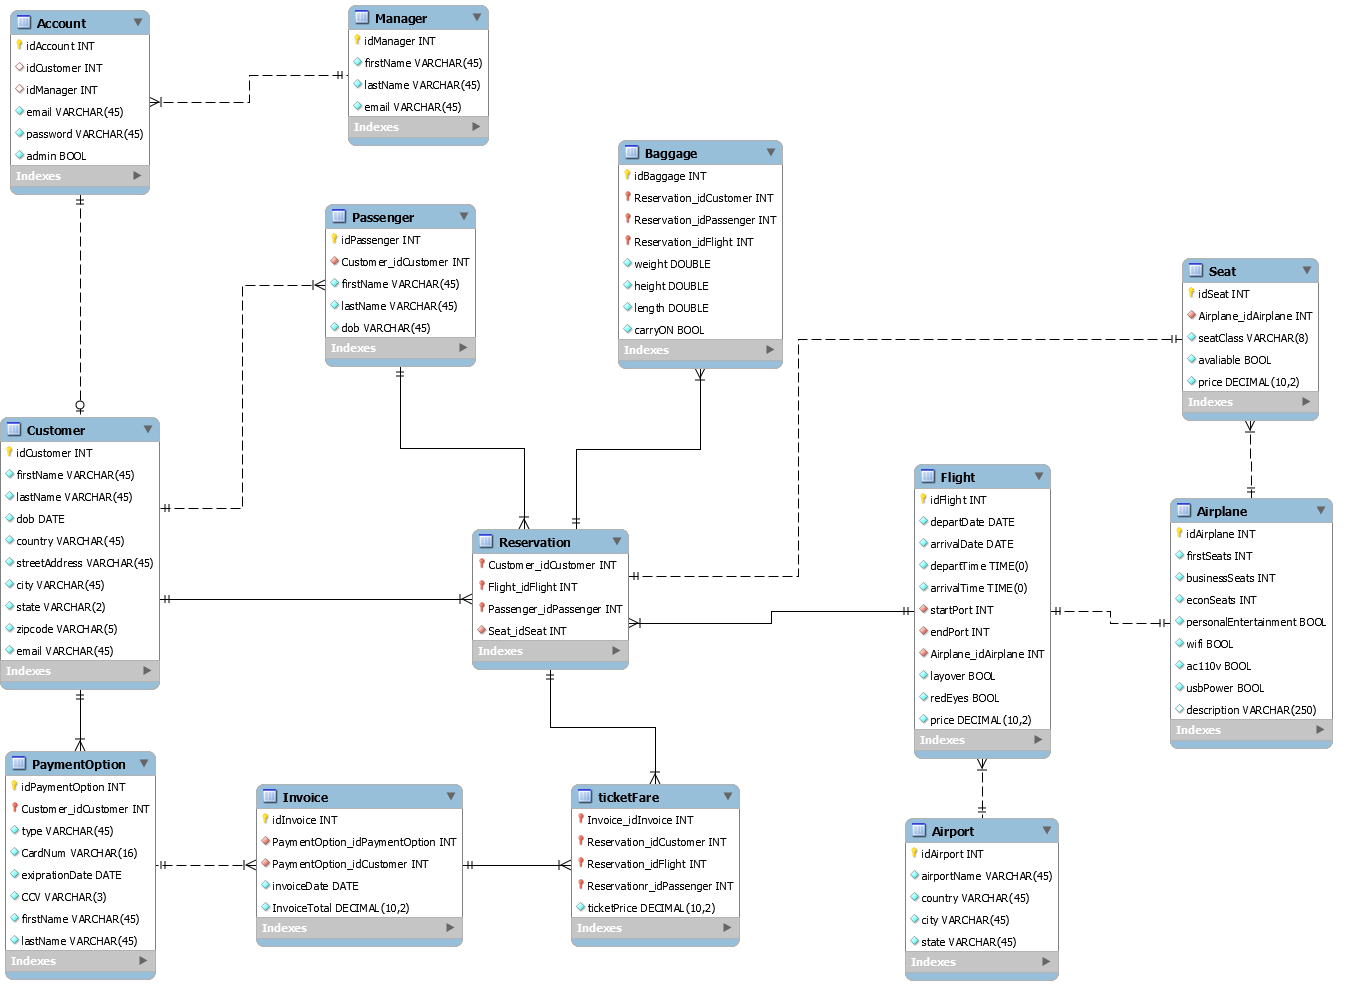 Account
idAccount INT
idCustomer INT
idManager INT
email VARCHAR(45)
password VARCHAR(45)
admin BOOL
Indexes
Manager
idManager INT
firstName VARCHAR(45)
lastName VARCHAR(45)
email VARCHAR(45)
Indexes
Baggage
idBaggage INT
Reservation_idCustomer INT
Reservation_idPassenger INT
Reservation_idFlight INT
weight DOUBLE
height DOUBLE
length DOUBLE
carryON BOOL
Indexes
Passenger
idPassenger INT
Customer_idCustomer INT
firstName VARCHAR(45)
lastName VARCHAR(45)
dob VARCHAR(45)
Indexes
Seat
idSeat INT
Airplane_idAirplane INT
seatClass VARCHAR(8)
avaliable BOOL
price DECIMAL(10,2)
Indexes
Customer
idCustomer INT
firstName VARCHAR(45)
lastName VARCHAR(45)
dob DATE
country VARCHAR(45)
streetAddress VARCHAR(45)
city VARCHAR(45)
state VARCHAR(2)
zipcode VARCHAR(5)
email VARCHAR(45)
Indexes
Reservation
Customer_idCustomer INT
Flight_idFlight INT
Passenger_idPassenger INT
Seat_idSeat INT
Indexes
Flight
idFlight INT
departDate DATE
arrivalDate DATE
departTime TIME(0)
arrivalTime TIME(0)
startPort INT
endPort INT
Airplane_idAirplane INT
layover BOOL
redEyes BOOL
price DECIMAL(10,2)
Indexes
Airplane
idAirplane INT
firstSeats INT
businessSeats INT
econSeats INT
personalEntertainment BOOL
wifi BOOL
ac110v BOOL
usbPower BOOL
description VARCHAR(250)
Indexes
PaymentOption
idPaymentOption INT
Customer_idCustomer INT
type VARCHAR(45)
CardNum VARCHAR(16)
exiprationDate DATE
CCV VARCHAR(3)
firstName VARCHAR(45)
lastName VARCHAR(45)
Indexes
Invoice
idInvoice INT
PaymentOption_idPaymentOption INT
PaymentOption_idCustomer INT
invoiceDate DATE
InvoiceTotal DECIMAL(10,2)
Indexes
ticketFare
Invoice_idInvoice INT
Reservation_idCustomer INT
Reservation_idFlight INT
Reservationr_idPassenger INT
ticketPrice DECIMAL(10,2)
Indexes
Airport
idAirport INT
airportName VARCHAR(45)
country VARCHAR(45)
city VARCHAR(45)
state VARCHAR(45)
Indexes